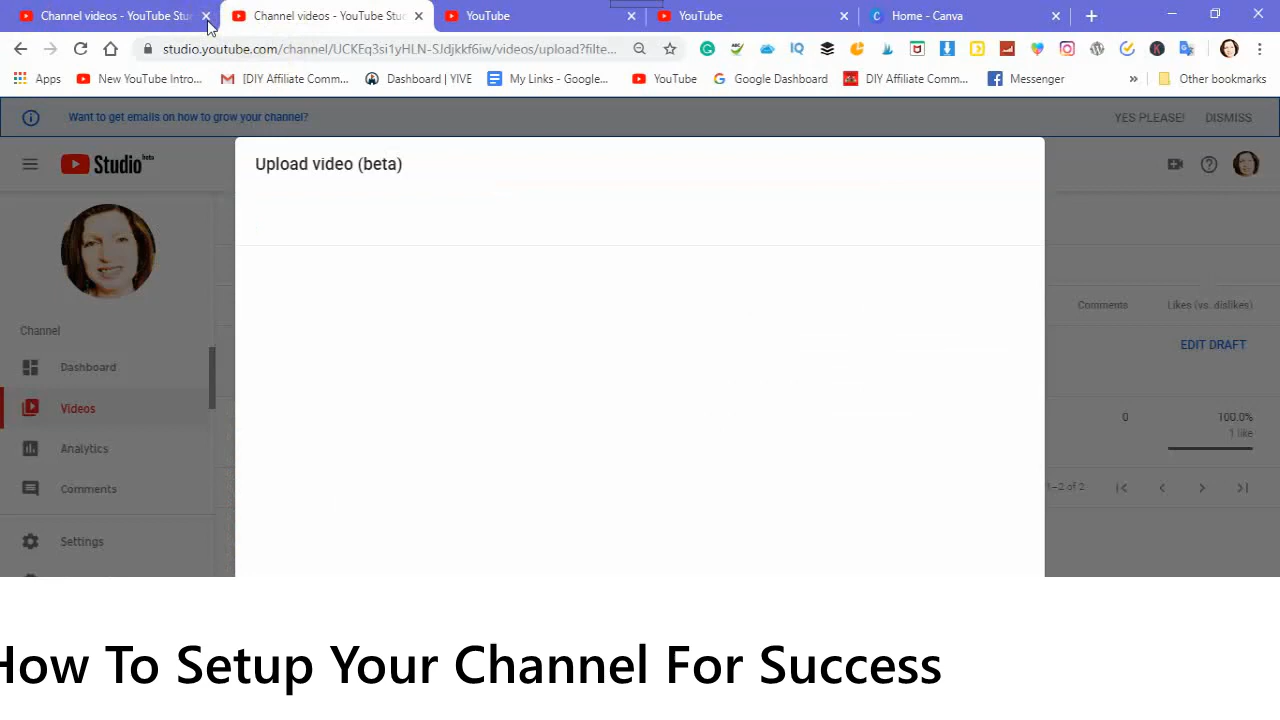 Channel videos - YouTube Stu
Channel videos - YouTube Stu
YouTube
YouTube
Home - Canva
studio.youtube.com/channel/UCKEq3si1yHLN-SJdjkkf6iw/videos/upload?filte...
Apps
New YouTube Intro...
[DIY Affiliate Comm...
Dashboard | YIVE
My Links - Google...
YouTube
Google Dashboard
DIY Affiliate Comm...
Messenger
Other bookmarks
Want to get emails on how to grow your channel?
YES PLEASE!
DISMISS
Studio beta
Upload video (beta)
Channel
Dashboard
Videos
Analytics
Comments
Settings
Comments
Likes (vs. dislikes)
EDIT DRAFT
0
100.0%
1 like
1–2 of 2
How To Setup Your Channel For Success